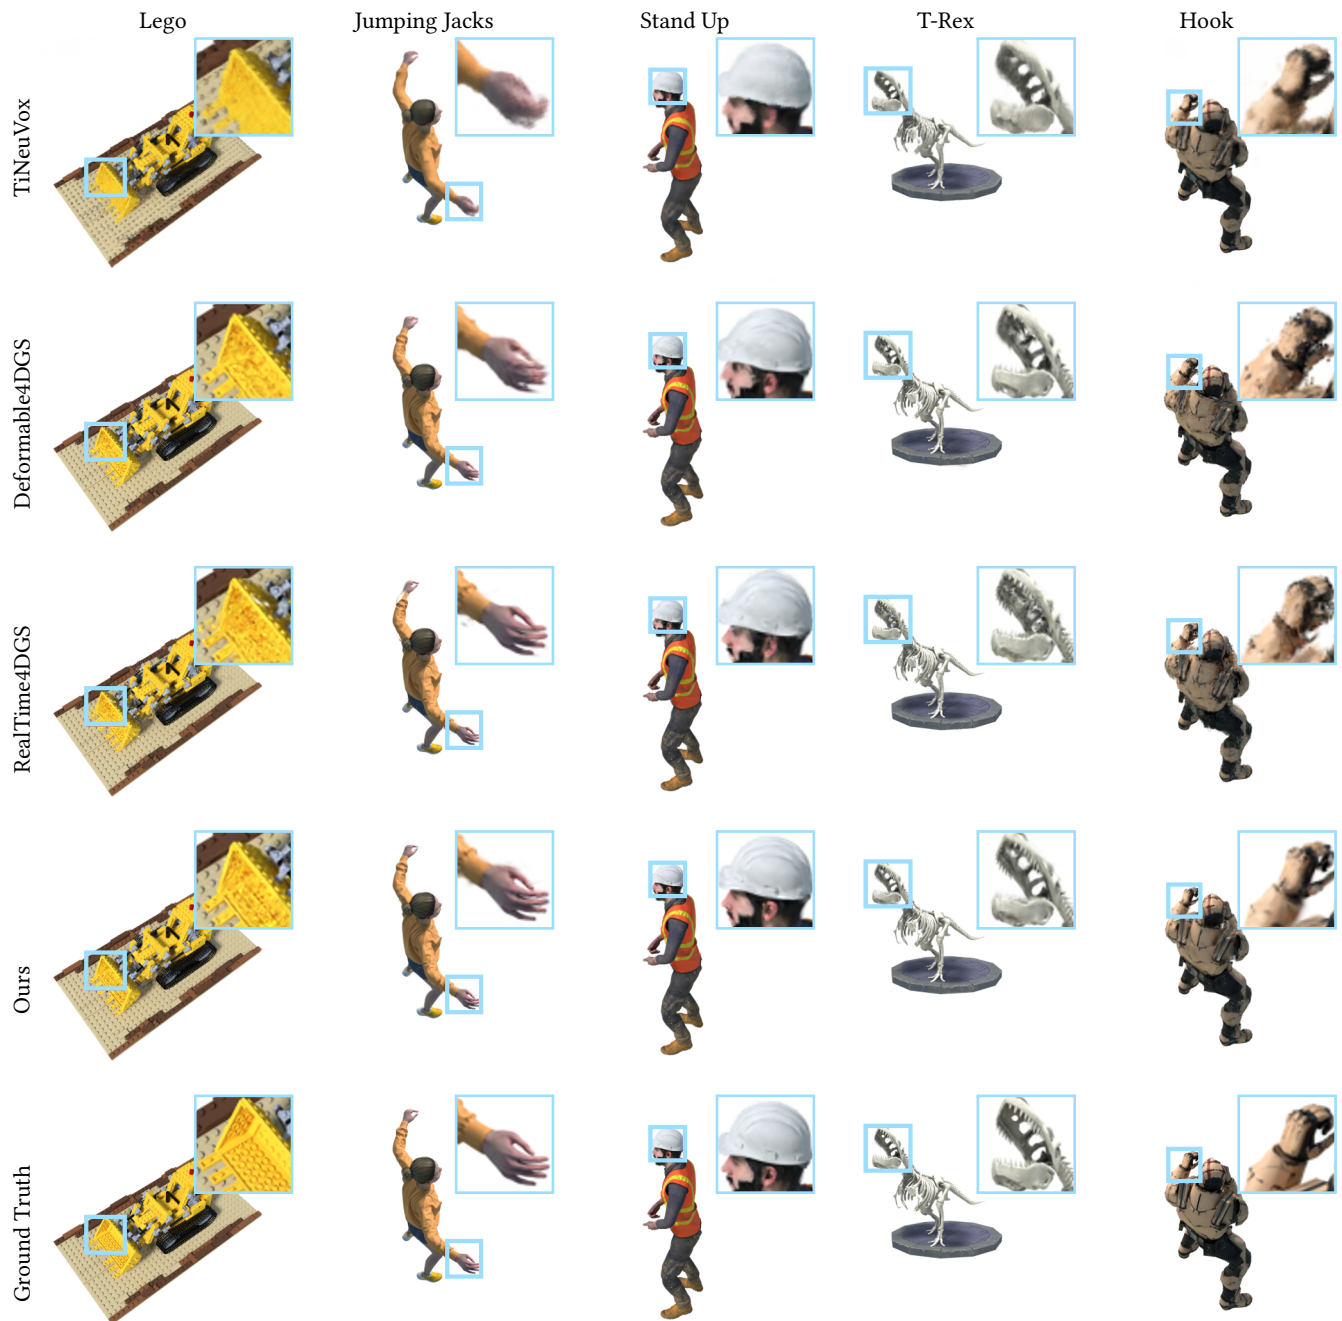 Lego Jumping Jacks Stand Up T-Rex Hook
TiNeuVox
Deformable4DGS
RealTime4DGS
Ours
Ground Truth